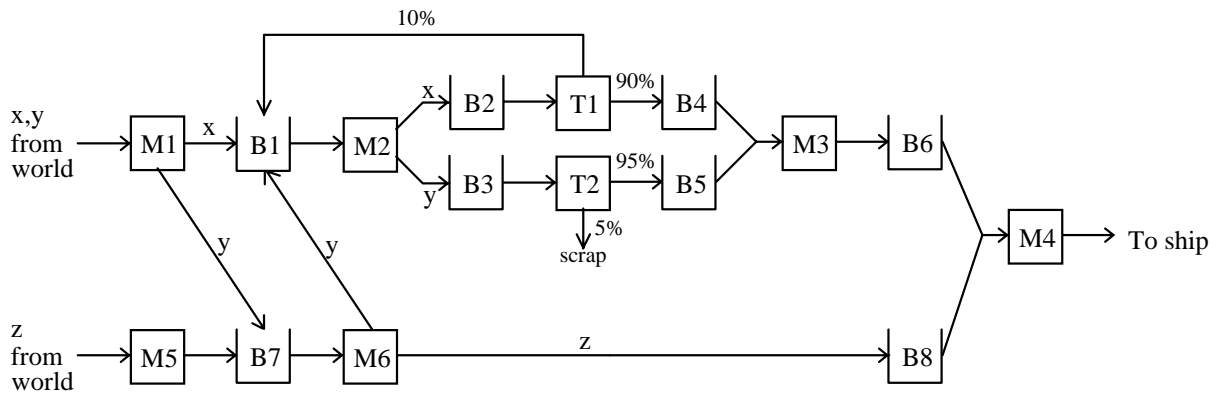 10%
x 90%
x,y B2 T1 B4
from x
world M1 B1 M2 M3 B6
95%
y B3 T2 B5
M4 To ship
5%
y y scrap
z
from z
world M5 B7 M6 B8